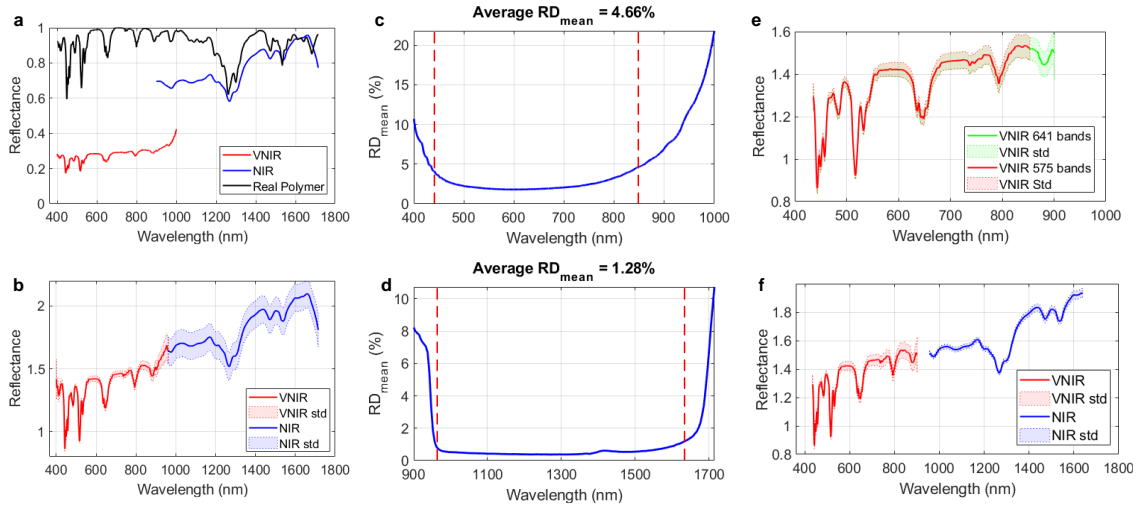 a
Reflectance
1
0.8
0.6
0.4
0.2
0
400 600 800 1000 1200 1400 1600 1800
Wavelength (nm)
VNIR
NIR
Real Polymer
b
Reflectance
2
1.5
1
400 600 800 1000 1200 1400 1600 1800
Wavelength (nm)
VNIR
VNIR std
NIR
NIR std
c
Average RD_mean = 4.66%
RD_mean (%)
20
15
10
5
0
400 500 600 700 800 900 1000
Wavelength (nm)
d
Average RD_mean = 1.28%
RD_mean (%)
10
8
6
4
2
0
900 1100 1300 1500 1700
Wavelength (nm)
e
Reflectance
1.6
1.4
1.2
1
0.8
400 500 600 700 800 900 1000
Wavelength (nm)
VNIR 641 bands
VNIR std
VNIR 575 bands
VNIR Std
f
Reflectance
1.8
1.6
1.4
1.2
1
0.8
400 600 800 1000 1200 1400 1600 1800
Wavelength (nm)
VNIR
VNIR std
NIR
NIR std